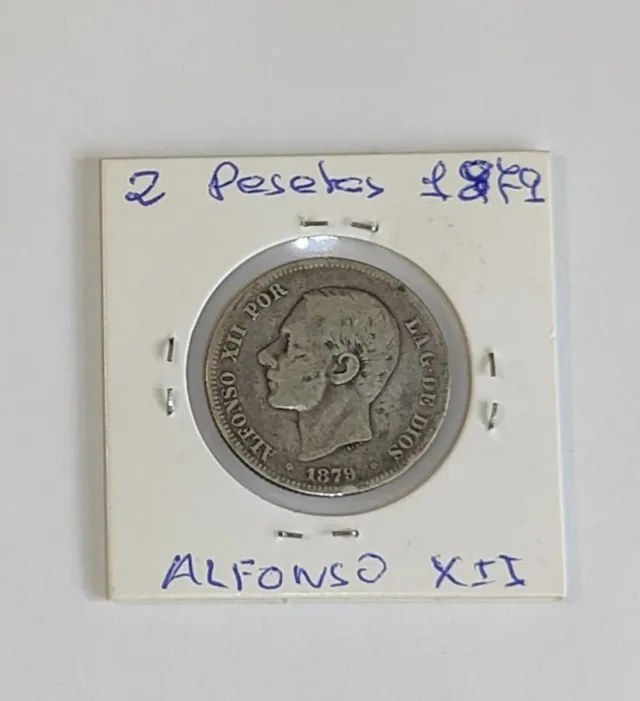 2 Pesetas 1879
ALFONSO XII POR LA G. DE DIOS
1879
ALFONSO XII